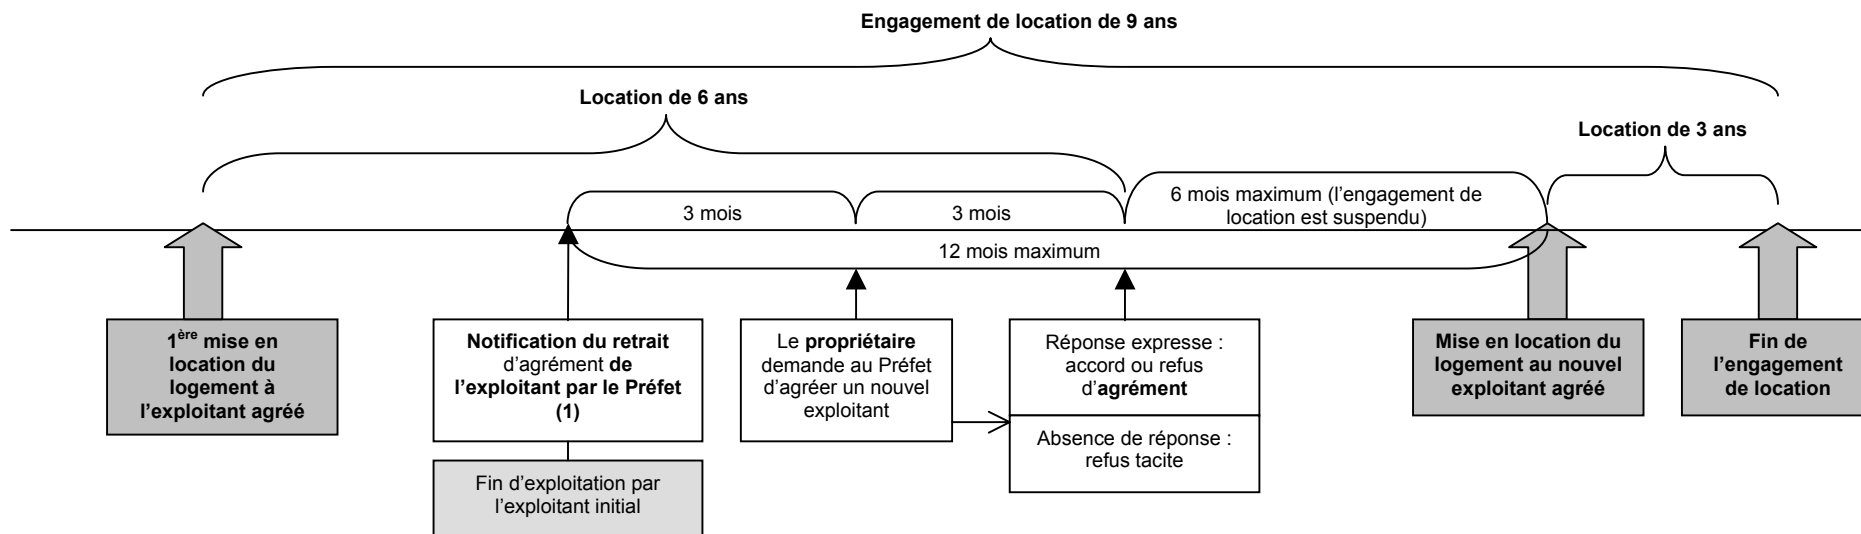 Engagement de location de 9 ans
Location de 6 ans
Location de 3 ans
3 mois
3 mois
6 mois maximum (l’engagement de
location est suspendu)
12 mois maximum
1ère mise en
location du
logement à
l’exploitant agréé
Notification du retrait
d’agrément de
l’exploitant par le Préfet
(1)
Fin d’exploitation par
l’exploitant initial
Le propriétaire
demande au Préfet
d’agréer un nouvel
exploitant
Réponse expresse :
accord ou refus
d’agrément
Absence de réponse :
refus tacite
Mise en location du
logement au nouvel
exploitant agréé
Fin de
l’engagement
de location